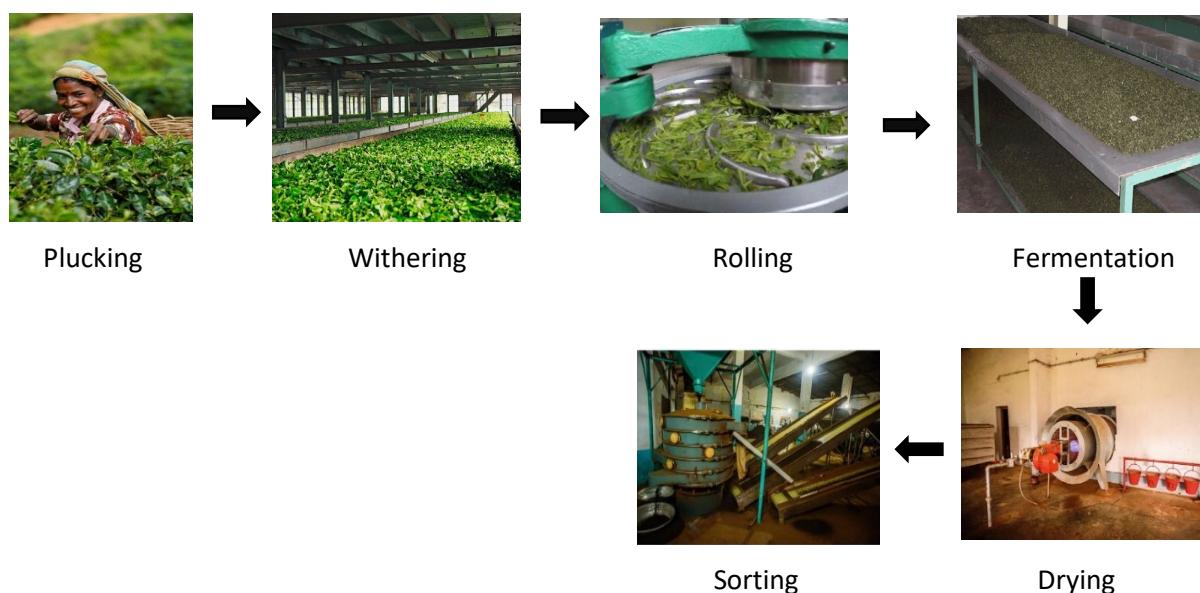 Plucking
Withering
Rolling
Fermentation
Drying
Sorting